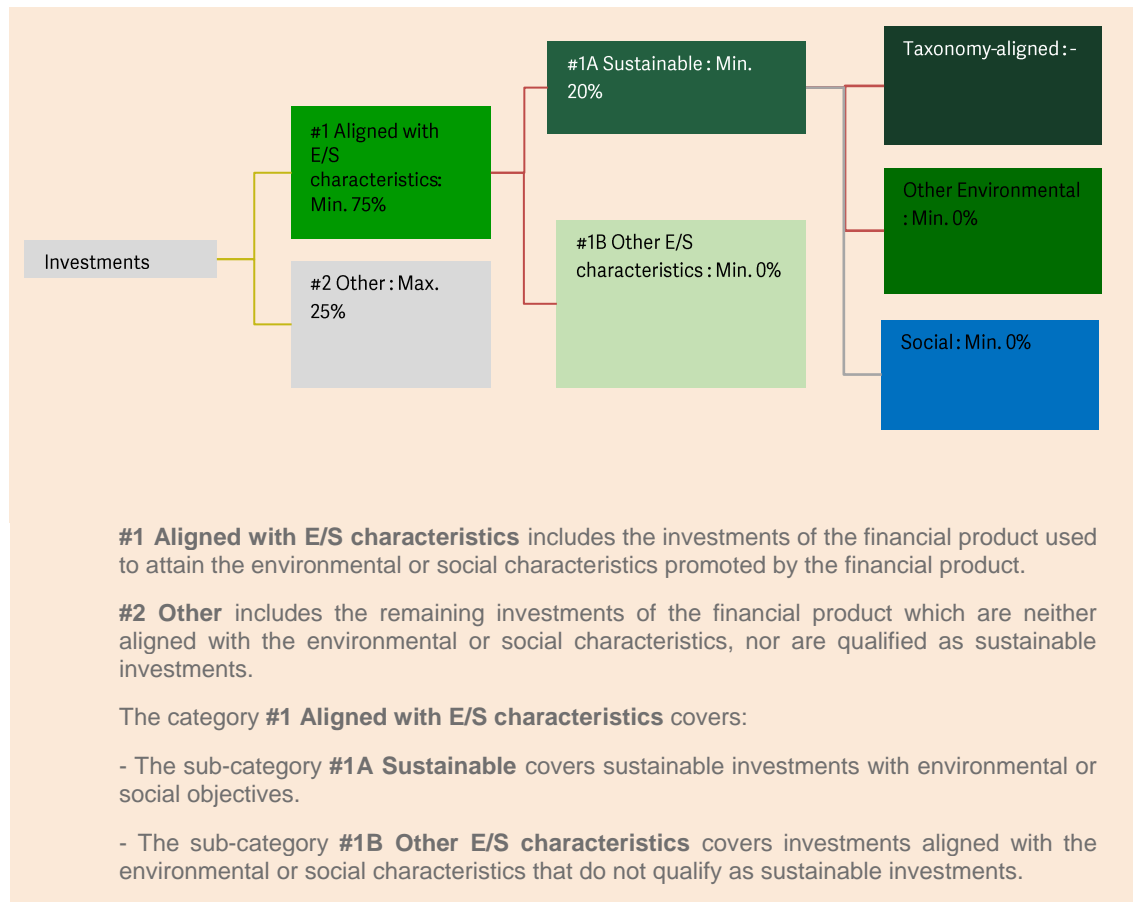 Investments
#1 Aligned with
E/S
characteristics:
Min. 75%
#2 Other : Max.
25%
#1A Sustainable : Min.
20%
#1B Other E/S
characteristics : Min. 0%
Taxonomy-aligned : -
Other Environmental
: Min. 0%
Social : Min. 0%
#1 Aligned with E/S characteristics includes the investments of the financial product used
to attain the environmental or social characteristics promoted by the financial product.
#2 Other includes the remaining investments of the financial product which are neither
aligned with the environmental or social characteristics, nor are qualified as sustainable
investments.
The category #1 Aligned with E/S characteristics covers:
- The sub-category #1A Sustainable covers sustainable investments with environmental or
social objectives.
- The sub-category #1B Other E/S characteristics covers investments aligned with the
environmental or social characteristics that do not qualify as sustainable investments.